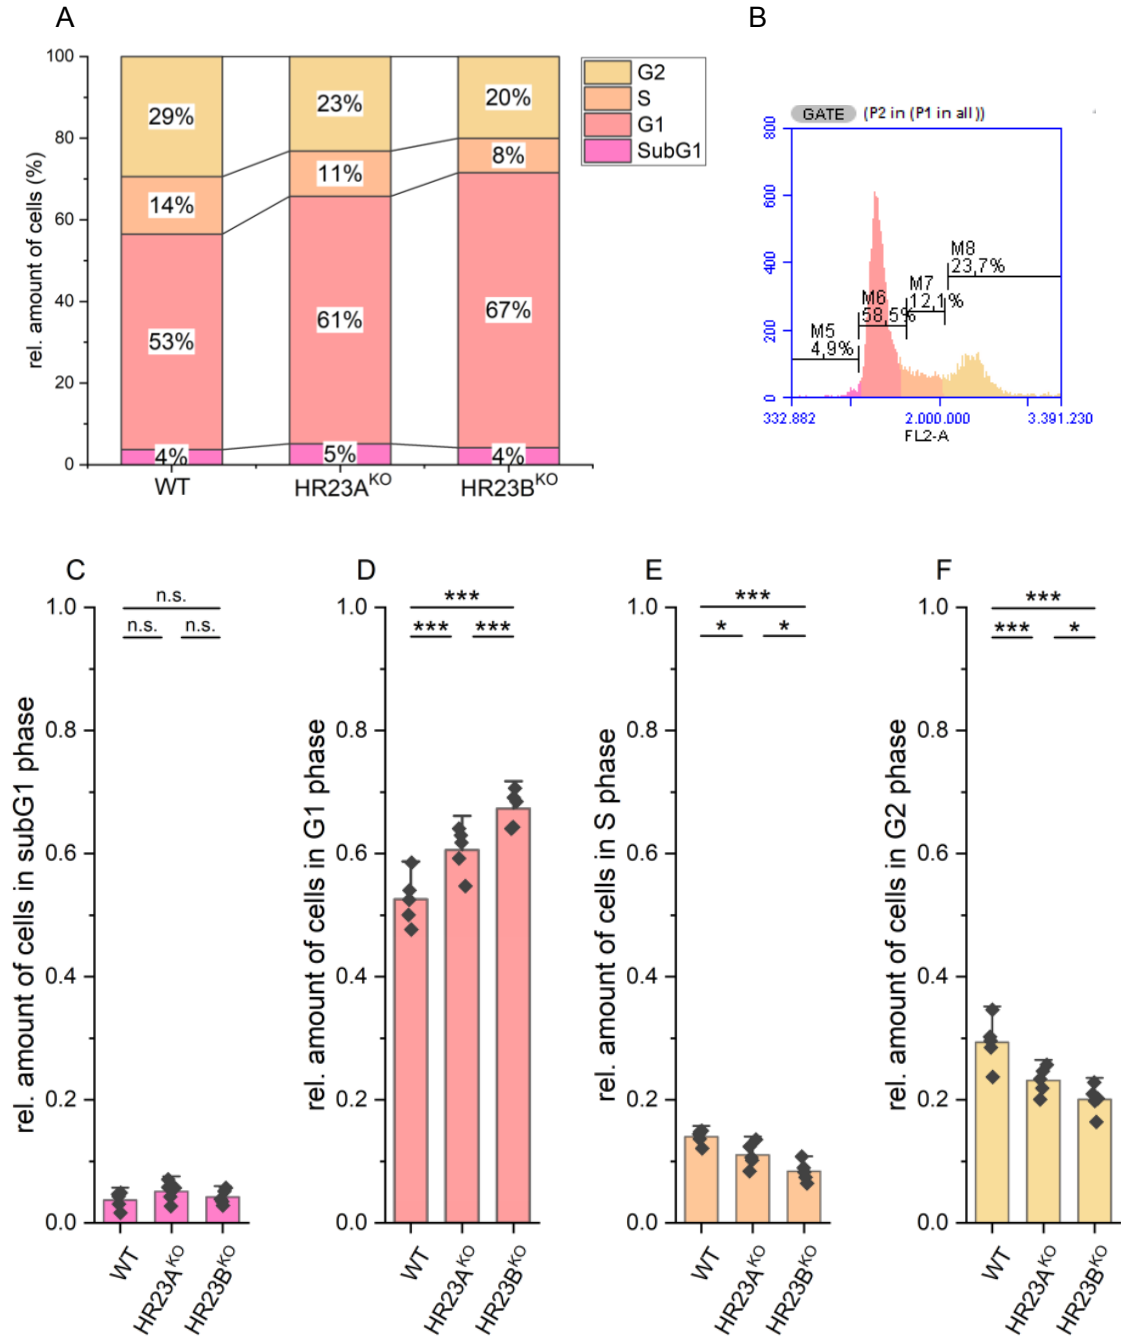 A
rel. amount of cells (%)
100
80
60
40
20
0
29%
14%
53%
4%
23%
11%
61%
5%
20%
8%
67%
4%
WT
HR23A^KO
HR23B^KO
G2
S
G1
SubG1
B
GATE (P2 in (P1 in all))
800
600
400
200
0
M5
4,9%
M6
58,5%
M7
12,1%
M8
23,7%
332.882
2.000.000
3.391.230
FL2-A
C
rel. amount of cells in subG1 phase
1.0
0.8
0.6
0.4
0.2
0.0
n.s.
n.s.
n.s.
WT
HR23A^KO
HR23B^KO
D
rel. amount of cells in G1 phase
1.0
0.8
0.6
0.4
0.2
0.0
***
***
***
WT
HR23A^KO
HR23B^KO
E
rel. amount of cells in S phase
1.0
0.8
0.6
0.4
0.2
0.0
***
*
*
WT
HR23A^KO
HR23B^KO
F
rel. amount of cells in G2 phase
1.0
0.8
0.6
0.4
0.2
0.0
***
***
*
WT
HR23A^KO
HR23B^KO